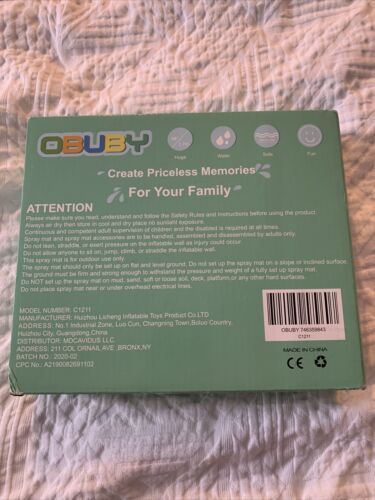 OBUBY
Huge
Water
Safe
Fun
Create Priceless Memories
For Your Family
ATTENTION
Please make sure you read, understand and follow the Safety Rules and Instructions before using the product.
Always air dry then store in cool and dry place no sunlight exposure.
Continuous and competent adult supervision of children and the disabled is required at all times.
Spray mat and spray mat accessories are to be handled, assembled and disassembled by adults only.
Do not lean, straddle, or exert pressure on the inflatable wall as injury could occur.
Do not allow anyone to sit on, jump, climb, or straddle the inflatable wall.
This spray mat is for outdoor use only
The spray mat should only be set up on flat and level ground. Do not set up the spray mat on a slope or inclined surface.
The ground must be firm and strong enough to withstand the pressure and weight of a fully set up spray mat.
Do NOT set up the spray mat on mud, sand, soft or loose soil, deck, platform,or any other hard surfaces.
Do not place spray mat near or under overhead electrical lines.
MODEL NUMBER: C1211
MANUFACTURER: Huizhou Licheng Inflatable Toys Product Co.LTD
ADDRESS: No.1 Industrial Zone, Luo Cun, Changning Town,Boluo Country,
Huizhou City, Guangdong,China
DISTRIBUTOR: MDCAVIDUS LLC.
ADDRESS: 211 COL ORNAIL AVE ,BRONX,NY
BATCH NO.: 2020-02
CPC No.: A2190082691102
OBUBY 746359843
C1211
MADE IN CHINA
CE